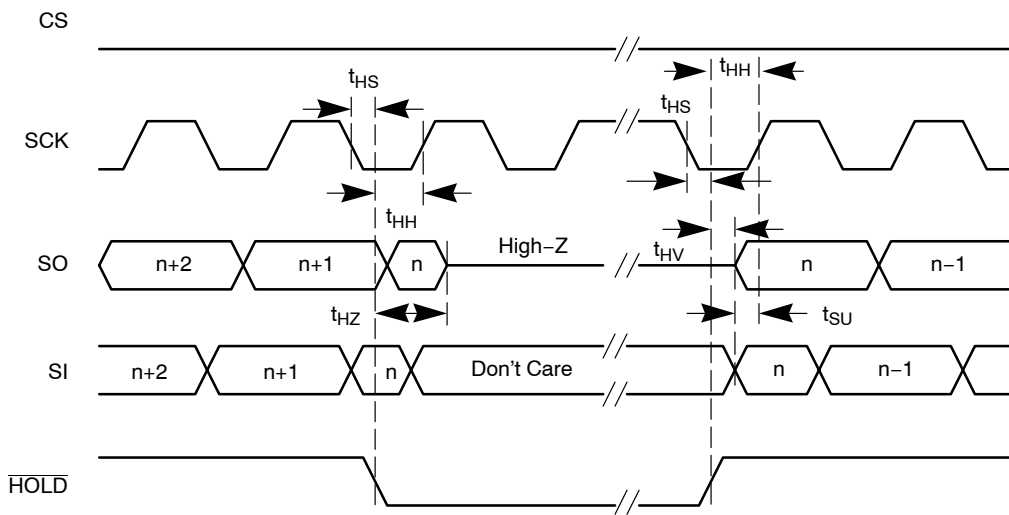 CS
tHH
tHS
tHS
SCK
tHH
SO
n+2
n+1
n
High−Z
tHV
n
n−1
tHZ
tSU
SI
n+2
n+1
n
Don't Care
n
n−1
HOLD